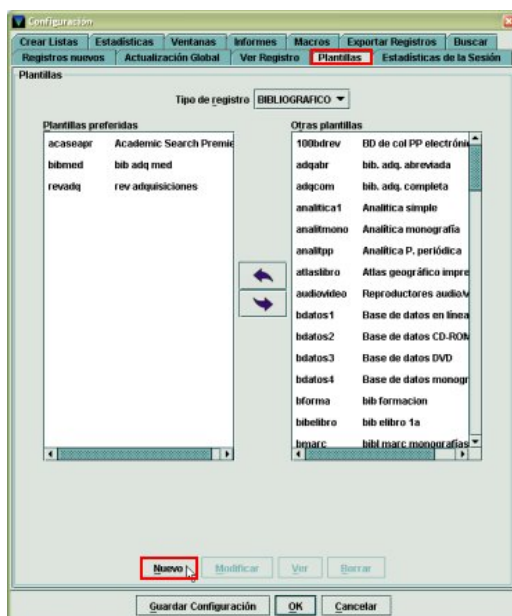 Configuración
Crear Listas Estadísticas Ventanas Informes Macros Exportar Registros Buscar
Registros nuevos Actualización Global Ver Registro Plantillas Estadísticas de la Sesión
Plantillas
Tipo de registro BIBLIOGRAFICO
Plantillas preferidas Otras plantillas
acaseapr Academic Search Premie 100bdrev BD de col PP electróni
bibmed bib adq med adqabr bib. adq. abreviada
revadq rev adquisiciones adqcom bib. adq. completa
analitica1 Analítica simple
analitmono Analítica monografía
analitpp Analítica P. periódica
atlaslibro Atlas geográfico impre
audiovideo Reproductores audio/v
bdatos1 Base de datos en línea
bdatos2 Base de datos CD-ROM
bdatos3 Base de datos DVD
bdatos4 Base de datos monogr
bforma bib formacion
bibelibro bib elibro 1a
bmarc bibl marc monografías
Nuevo Modificar Ver Borrar
Guardar Configuración OK Cancelar